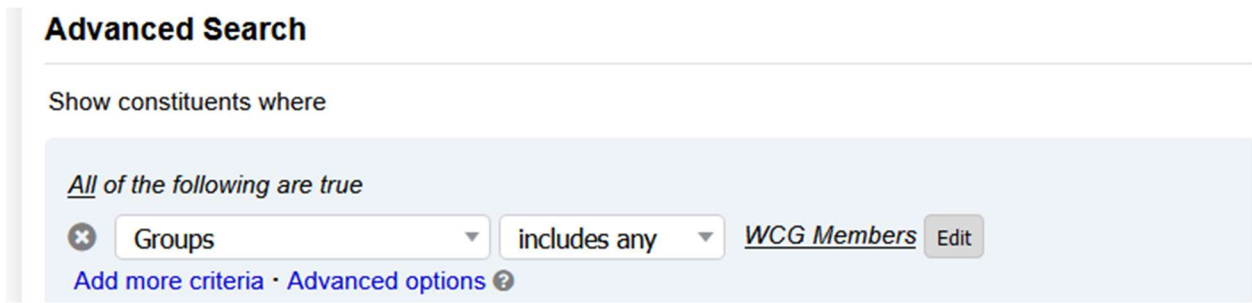 Advanced Search
Show constituents where
All of the following are true
Groups includes any WCG Members Edit
Add more criteria · Advanced options ?